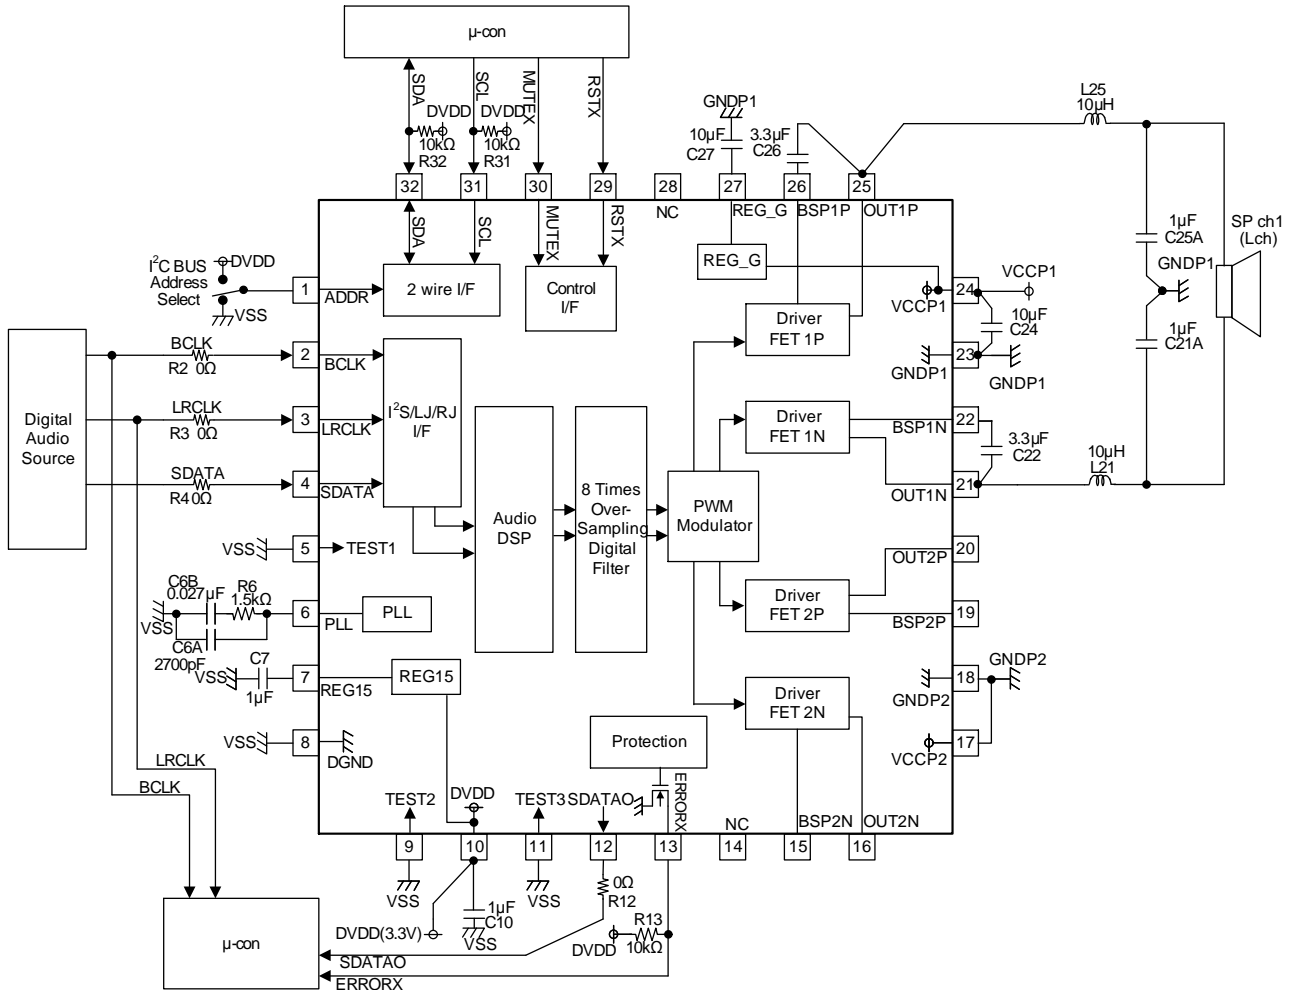 µ-con
SDA
SCL
MUTEX
RSTX
DVDD
DVDD
10kΩ
R32
10kΩ
R31
GNDP1
10µF
C27
3.3µF
C26
L25
10µH
32
31
30
29
28
27
26
25
SDA
SCL
MUTEX
RSTX
NC
REG_G
BSP1P
OUT1P
I²C BUS
Address
Select
DVDD
VSS
1
ADDR
2 wire I/F
Control
I/F
REG_G
VCCP1
24
VCCP1
10µF
C24
23
GNDP1
GNDP1
1µF
C25A
GNDP1
1µF
C21A
SP ch1
(Lch)
Driver
FET 1P
Digital
Audio
Source
BCLK
R2 0Ω
2
BCLK
LRCLK
R3 0Ω
3
LRCLK
SDATA
R4 0Ω
4
SDATA
I²S/LJ/RJ
I/F
Audio
DSP
8 Times
Over-
Sampling
Digital
Filter
PWM
Modulator
Driver
FET 1N
22
BSP1N
3.3µF
C22
21
OUT1N
10µH
L21
VSS
5
TEST1
20
OUT2P
C6B
0.027µF
R6
1.5kΩ
VSS
C6A
2700pF
6
PLL
PLL
Driver
FET 2P
19
BSP2P
VSS
C7
1µF
7
REG15
REG15
Driver
FET 2N
18
GNDP2
GNDP2
VSS
8
DGND
Protection
ERRORX
17
VCCP2
LRCLK
BCLK
TEST2
DVDD
TEST3
SDATAO
NC
BSP2N
OUT2N
9
10
11
12
13
14
15
16
VSS
1µF
C10
VSS
VSS
0Ω
R12
DVDD(3.3V)
R13
DVDD
10kΩ
µ-con
SDATAO
ERRORX